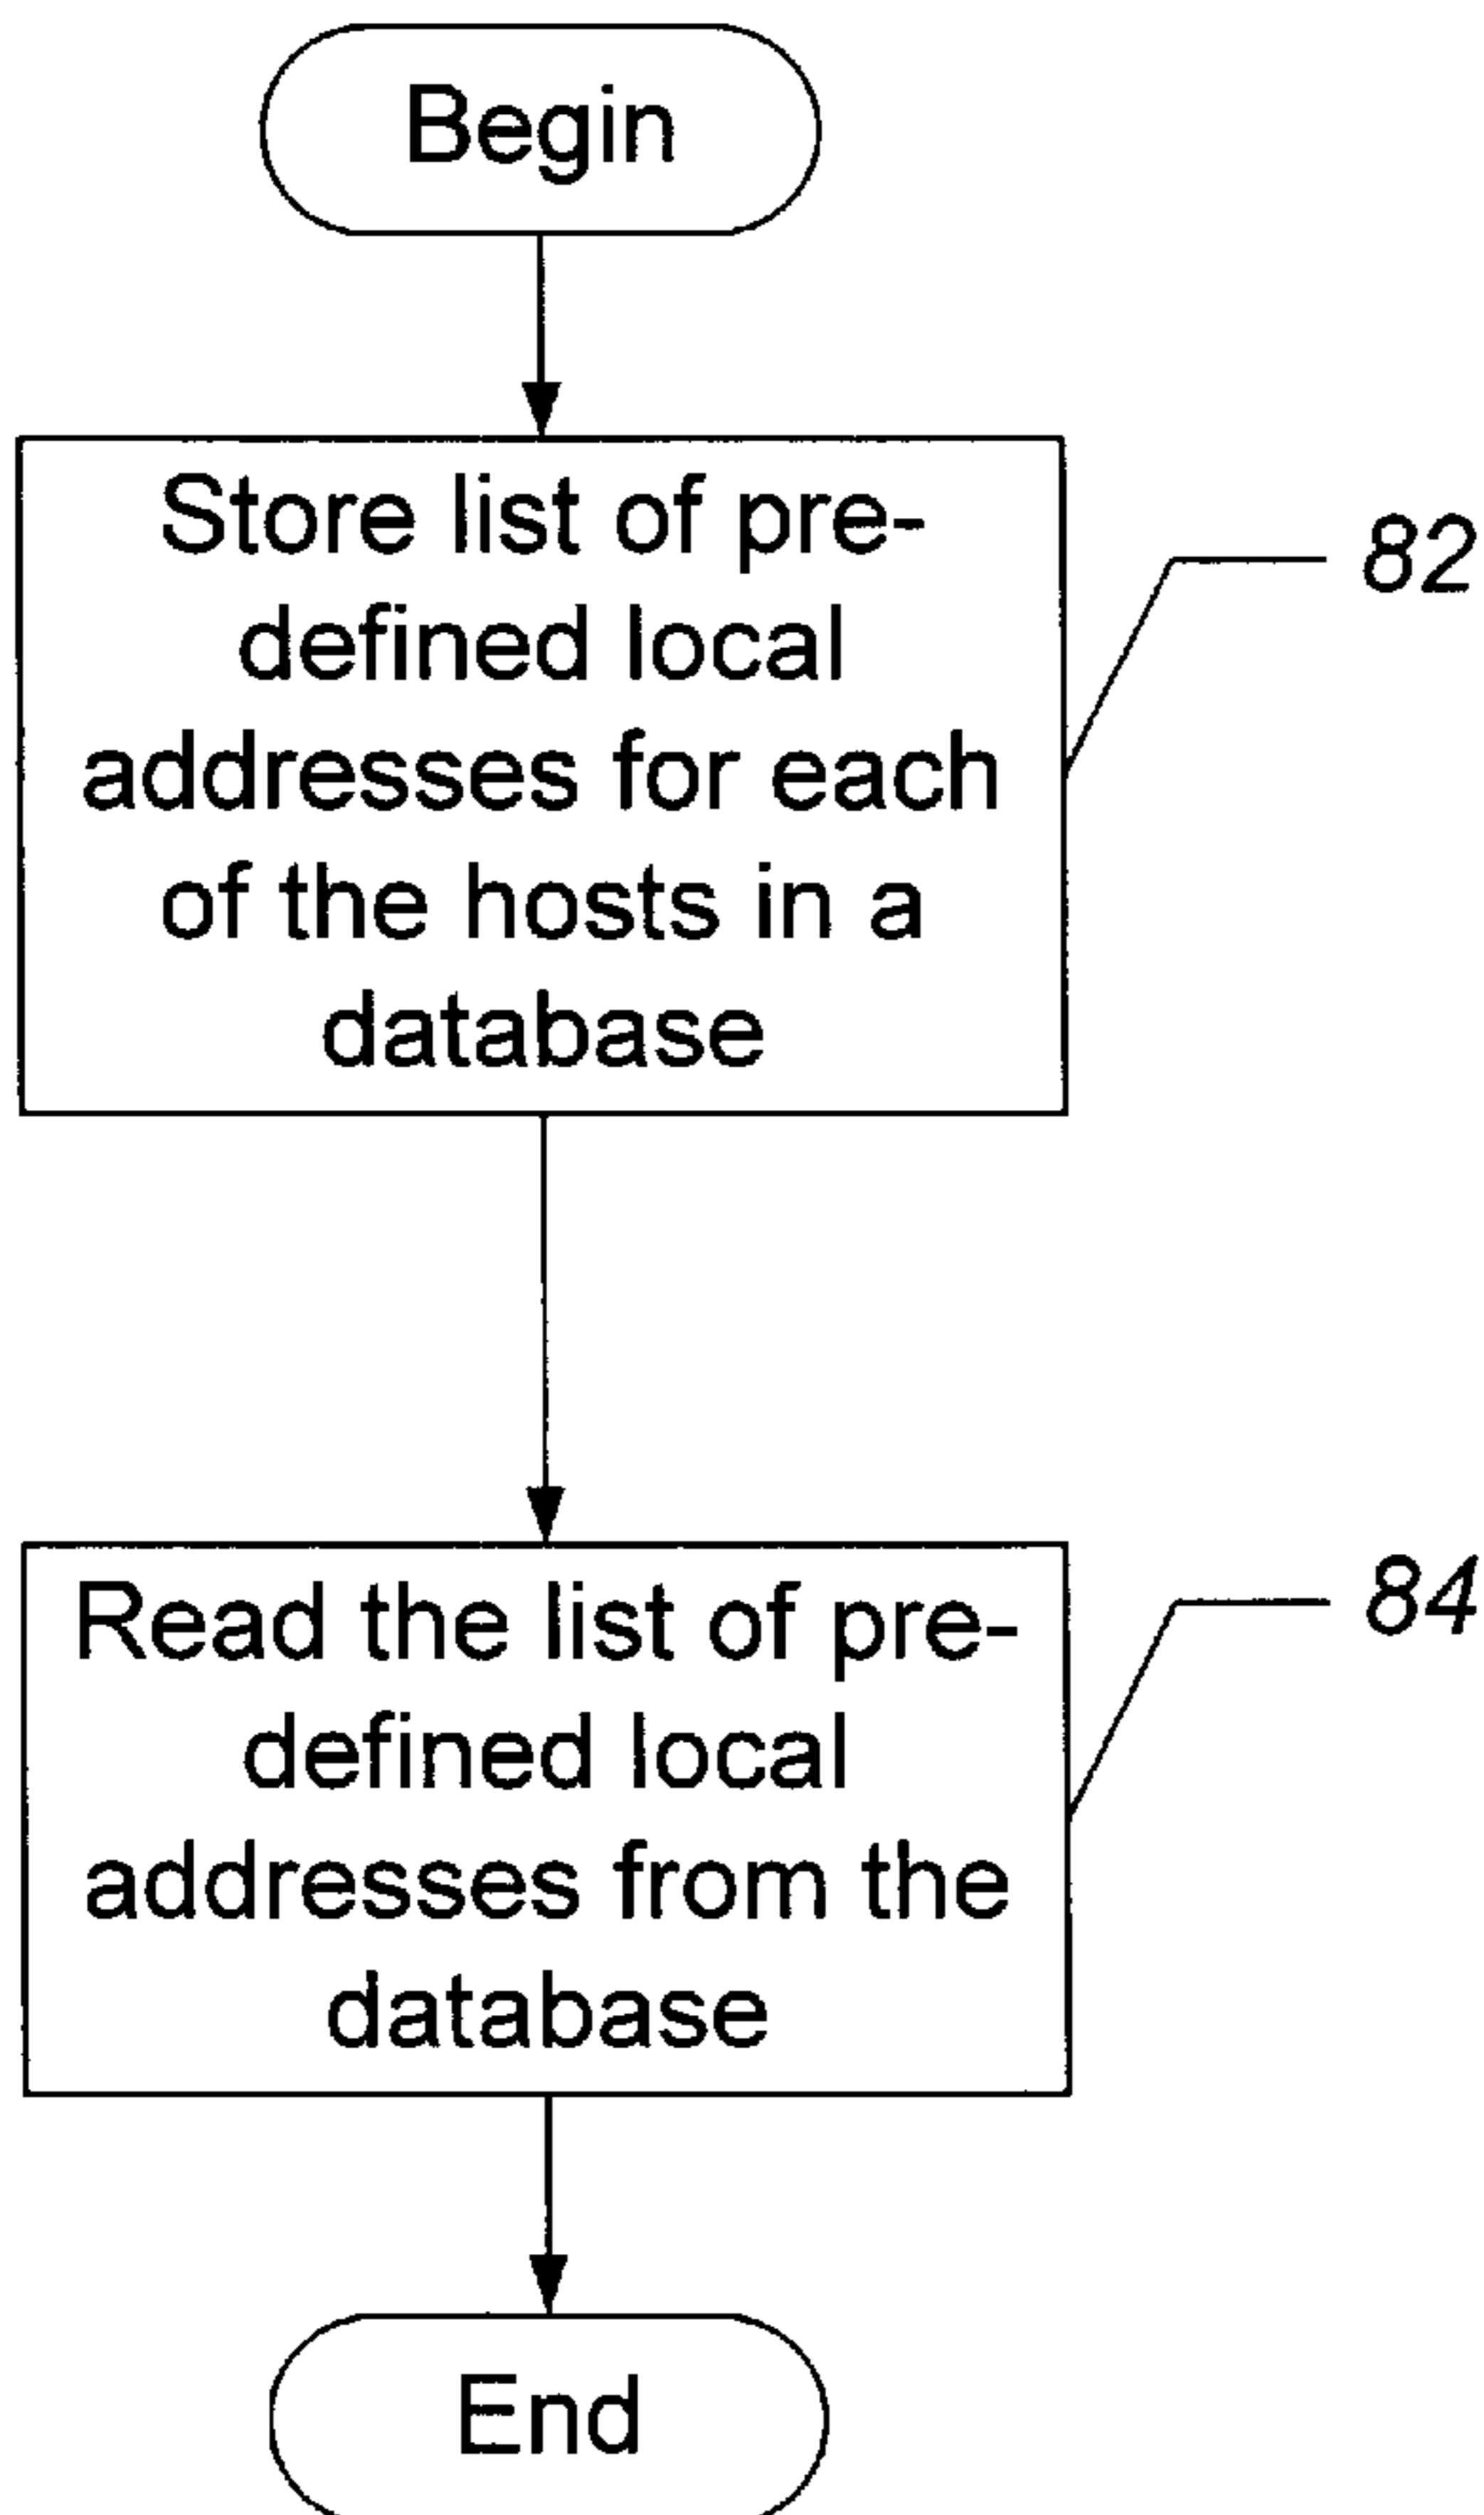 Begin
Store list of pre-
defined local
addresses for each
of the hosts in a
database
82
Read the list of pre-
defined local
addresses from the
database
84
End